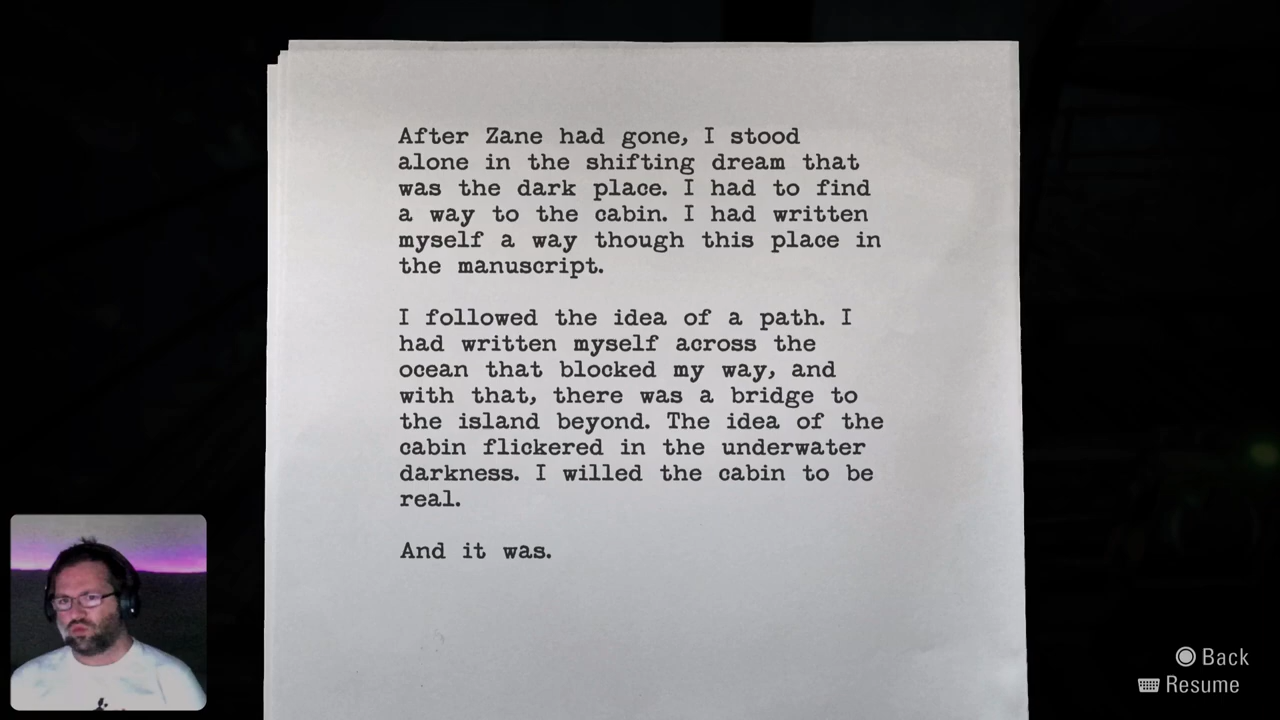 After Zane had gone, I stood
alone in the shifting dream that
was the dark place. I had to find
a way to the cabin. I had written
myself a way though this place in
the manuscript.
I followed the idea of a path. I
had written myself across the
ocean that blocked my way, and
with that, there was a bridge to
the island beyond. The idea of the
cabin flickered in the underwater
darkness. I willed the cabin to be
real.
And it was.
Back
Resume